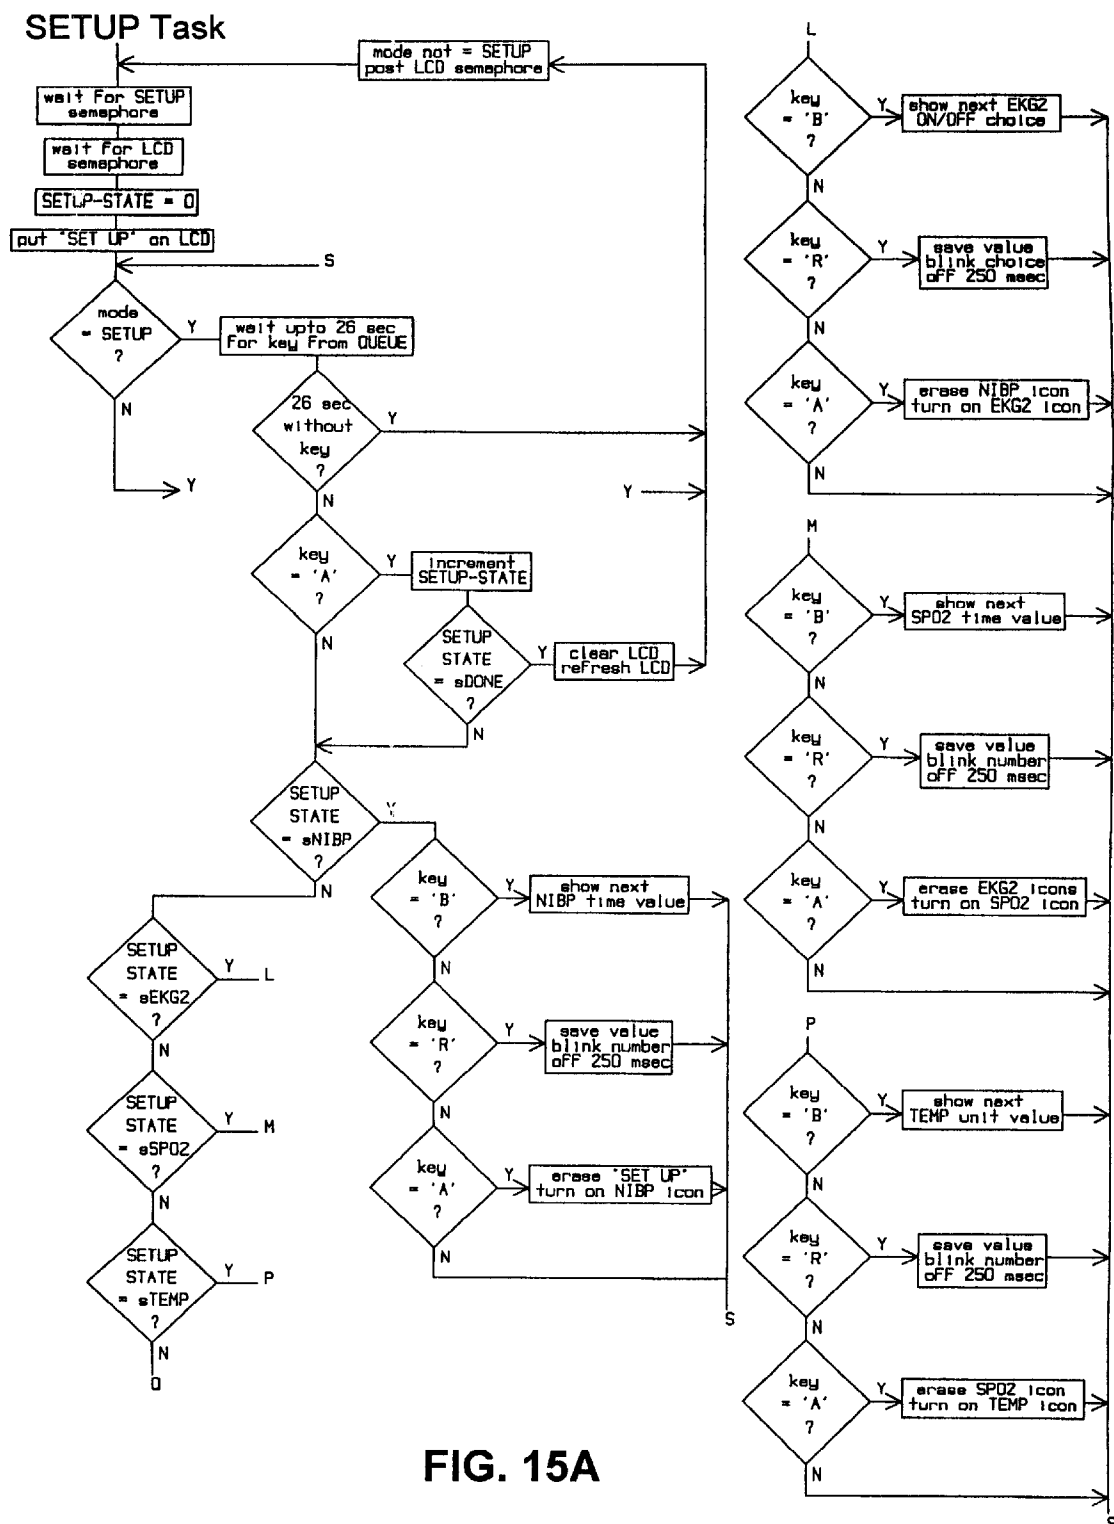 SETUP Task
mode not = SETUP
post LCD semaphore
wait for SETUP
semaphore
wait for LCD
semaphore
SETUP-STATE = 0
put 'SET UP' on LCD
S
mode
= SETUP
?
Y
N
Y
wait upto 26 sec
for key from QUEUE
26 sec
without
key
?
Y
N
Y
key
= 'A'
?
Y
N
increment
SETUP-STATE
SETUP
STATE
= sDONE
?
Y
N
clear LCD
refresh LCD
SETUP
STATE
= sNIBP
?
Y
N
key
= 'B'
?
Y
N
show next
NIBP time value
key
= 'R'
?
Y
N
save value
blink number
off 250 msec
key
= 'A'
?
Y
N
erase 'SET UP'
turn on NIBP icon
S
SETUP
STATE
= sEKG2
?
Y
L
N
SETUP
STATE
= sSPO2
?
Y
M
N
SETUP
STATE
= sTEMP
?
Y
P
N
Q
L
key
= 'B'
?
Y
N
show next EKG2
ON/OFF choice
key
= 'R'
?
Y
N
save value
blink choice
off 250 msec
key
= 'A'
?
Y
N
erase NIBP icon
turn on EKG2 icon
M
key
= 'B'
?
Y
N
show next
SPO2 time value
key
= 'R'
?
Y
N
save value
blink number
off 250 msec
key
= 'A'
?
Y
N
erase EKG2 icons
turn on SPO2 icon
P
key
= 'B'
?
Y
N
show next
TEMP unit value
key
= 'R'
?
Y
N
save value
blink number
off 250 msec
key
= 'A'
?
Y
N
erase SPO2 icon
turn on TEMP icon
S
FIG. 15A